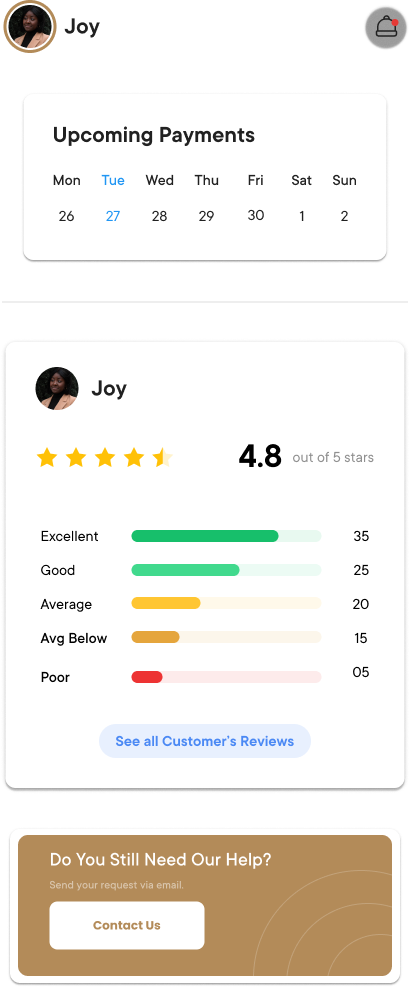 Joy
Upcoming Payments
Mon Tue Wed Thu Fri Sat Sun
26 27 28 29 30 1 2
Joy
4.8 out of 5 stars
Excellent 35
Good 25
Average 20
Avg Below 15
Poor 05
See all Customer's Reviews
Do You Still Need Our Help?
Send your request via email.
Contact Us